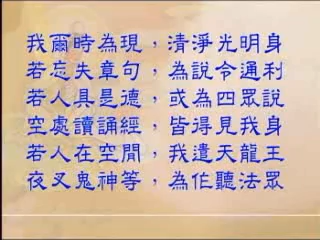 我爾時為現，清淨光明身
若忘失章句，為說令通利
若人具是德，或為四眾說
空處讀誦經，皆得見我身
若人在空閒，我遣天龍王
夜叉鬼神等，為作聽法眾